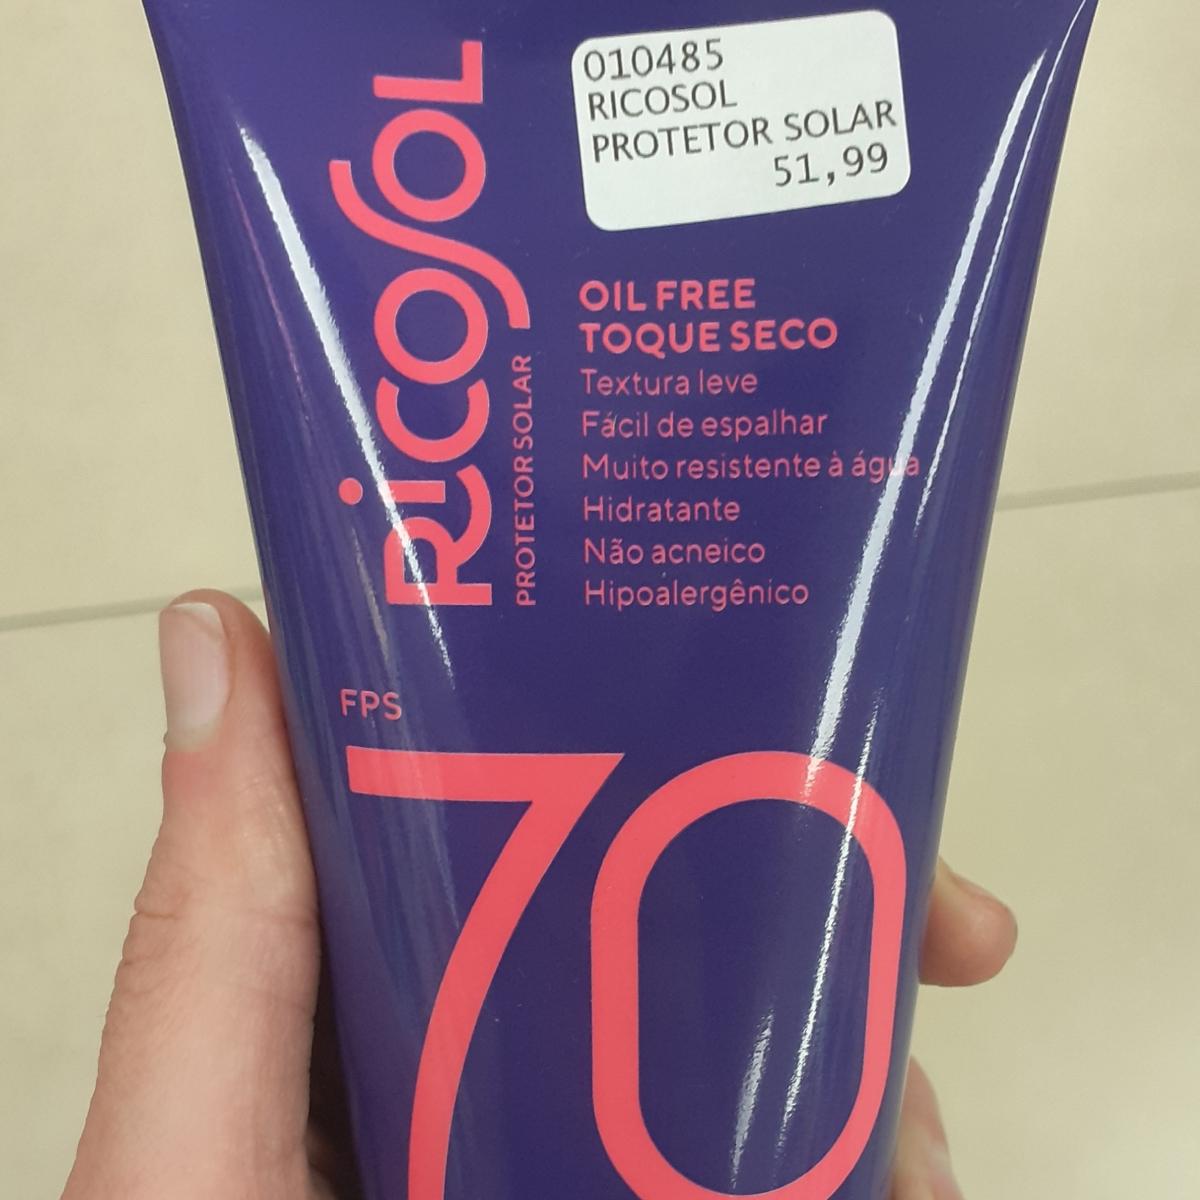 010485
RICOSOL
PROTETOR SOLAR
51,99
RicoSOL
PROTETOR SOLAR
OIL FREE
TOQUE SECO
Textura leve
Fácil de espalhar
Muito resistente à água
Hidratante
Não acneico
Hipoalergênico
FPS
70